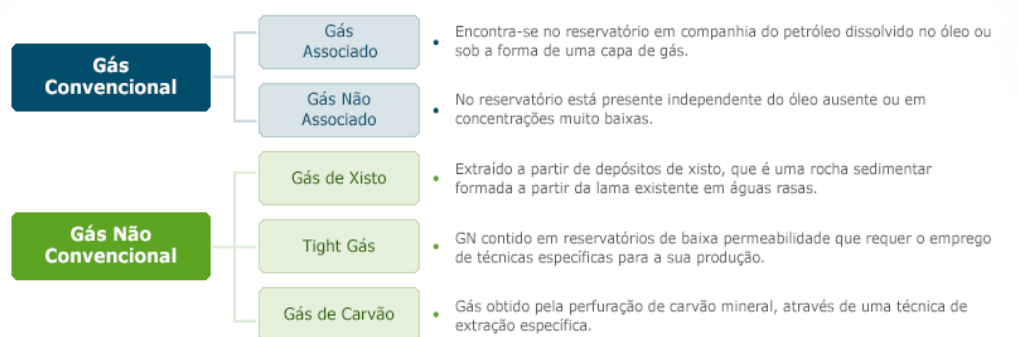 Gás
Convencional
Gás
Associado
• Encontra-se no reservatório em companhia do petróleo dissolvido no óleo ou
sob a forma de uma capa de gás.
Gás Não
Associado
• No reservatório está presente independente do óleo ausente ou em
concentrações muito baixas.
Gás Não
Convencional
Gás de Xisto
• Extraído a partir de depósitos de xisto, que é uma rocha sedimentar
formada a partir da lama existente em águas rasas.
Tight Gás
• GN contido em reservatórios de baixa permeabilidade que requer o emprego
de técnicas específicas para a sua produção.
Gás de Carvão
• Gás obtido pela perfuração de carvão mineral, através de uma técnica de
extração específica.